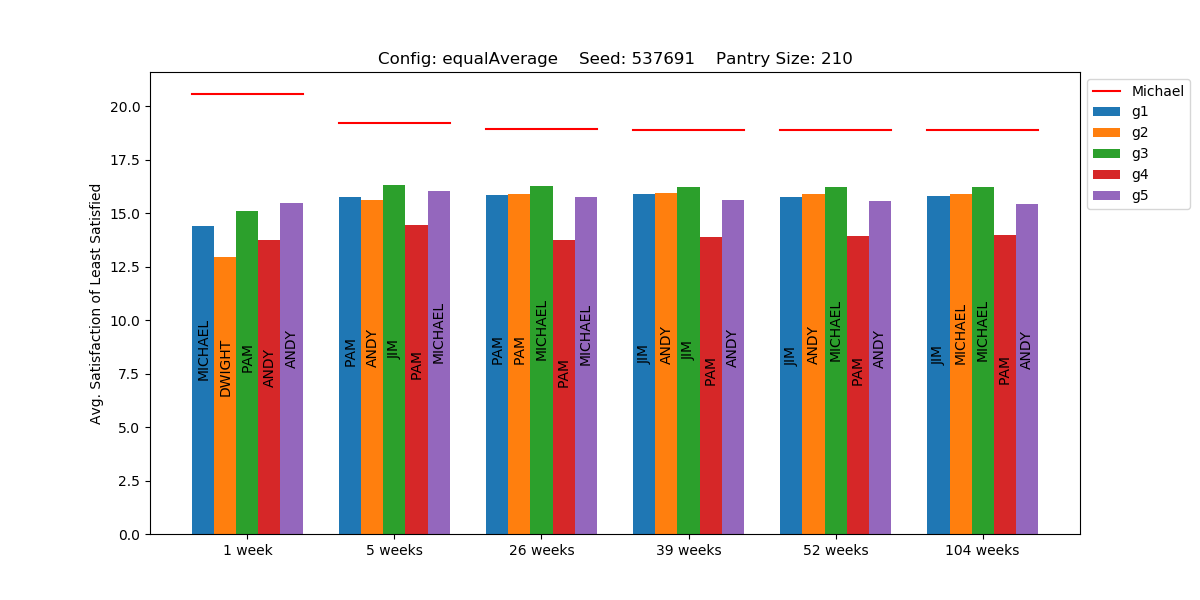 Config: equalAverage    Seed: 537691    Pantry Size: 210
Avg. Satisfaction of Least Satisfied
20.0
17.5
15.0
12.5
10.0
7.5
5.0
2.5
0.0
MICHAEL
DWIGHT
PAM
ANDY
ANDY
PAM
ANDY
JIM
PAM
MICHAEL
PAM
PAM
MICHAEL
PAM
MICHAEL
JIM
ANDY
JIM
PAM
ANDY
JIM
ANDY
MICHAEL
PAM
ANDY
JIM
MICHAEL
MICHAEL
PAM
ANDY
1 week
5 weeks
26 weeks
39 weeks
52 weeks
104 weeks
Michael
g1
g2
g3
g4
g5